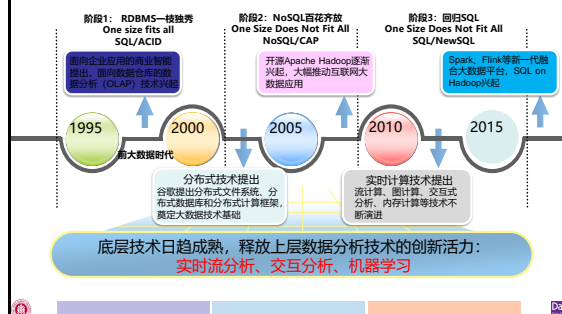 阶段1： RDBMS一枝独秀
One size fits all
SQL/ACID
阶段2：NoSQL百花齐放
One Size Does Not Fit All
NoSQL/CAP
阶段3：回归SQL
One Size Does Not Fit All
SQL/NewSQL
面向企业应用的商业智能
提出，面向数据仓库的数
据分析（OLAP）技术兴起
开源Apache Hadoop逐渐
兴起，大幅推动互联网大
数据应用
Spark、Flink等新一代融
合大数据平台，SQL on
Hadoop兴起
1995
2000
2005
2010
2015
前大数据时代
分布式技术提出
谷歌提出分布式文件系统、分
布式数据库和分布式计算框架，
奠定大数据技术基础
实时计算技术提出
流计算、图计算、交互式
分析、内存计算等技术不
断演进
底层技术日趋成熟，释放上层数据分析技术的创新活力：
实时流分析、交互分析、机器学习
Da